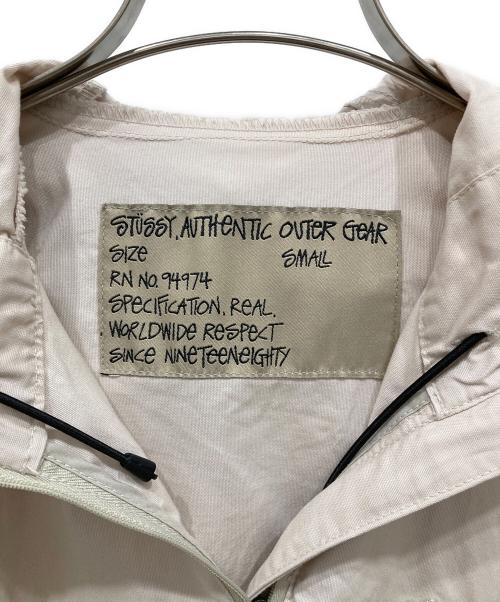 STÜSSY, AUTHENTIC OUTER GEAR
SIZE SMALL
RN NO. 94974
SPECIFICATION. REAL.
WORLDWIDE RESPECT
SINCE NINETEENEIGHTY